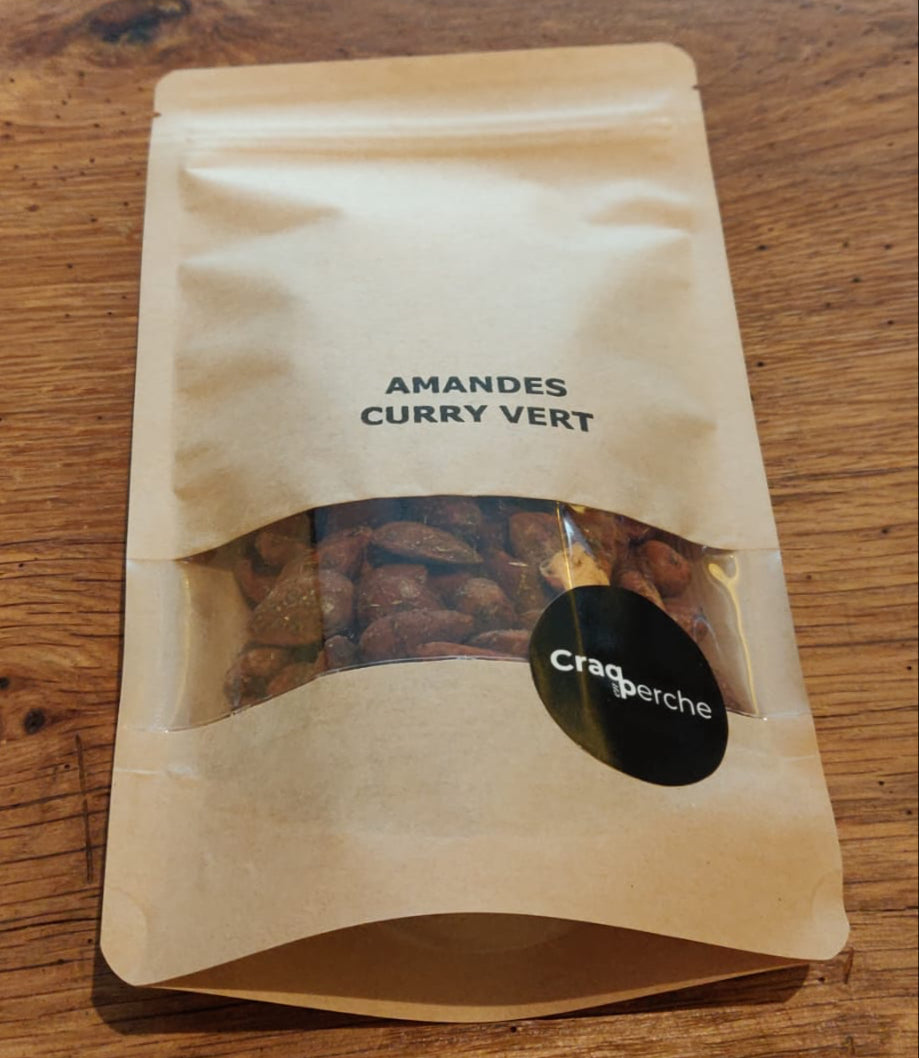 AMANDES
CURRY VERT
Craq
perche